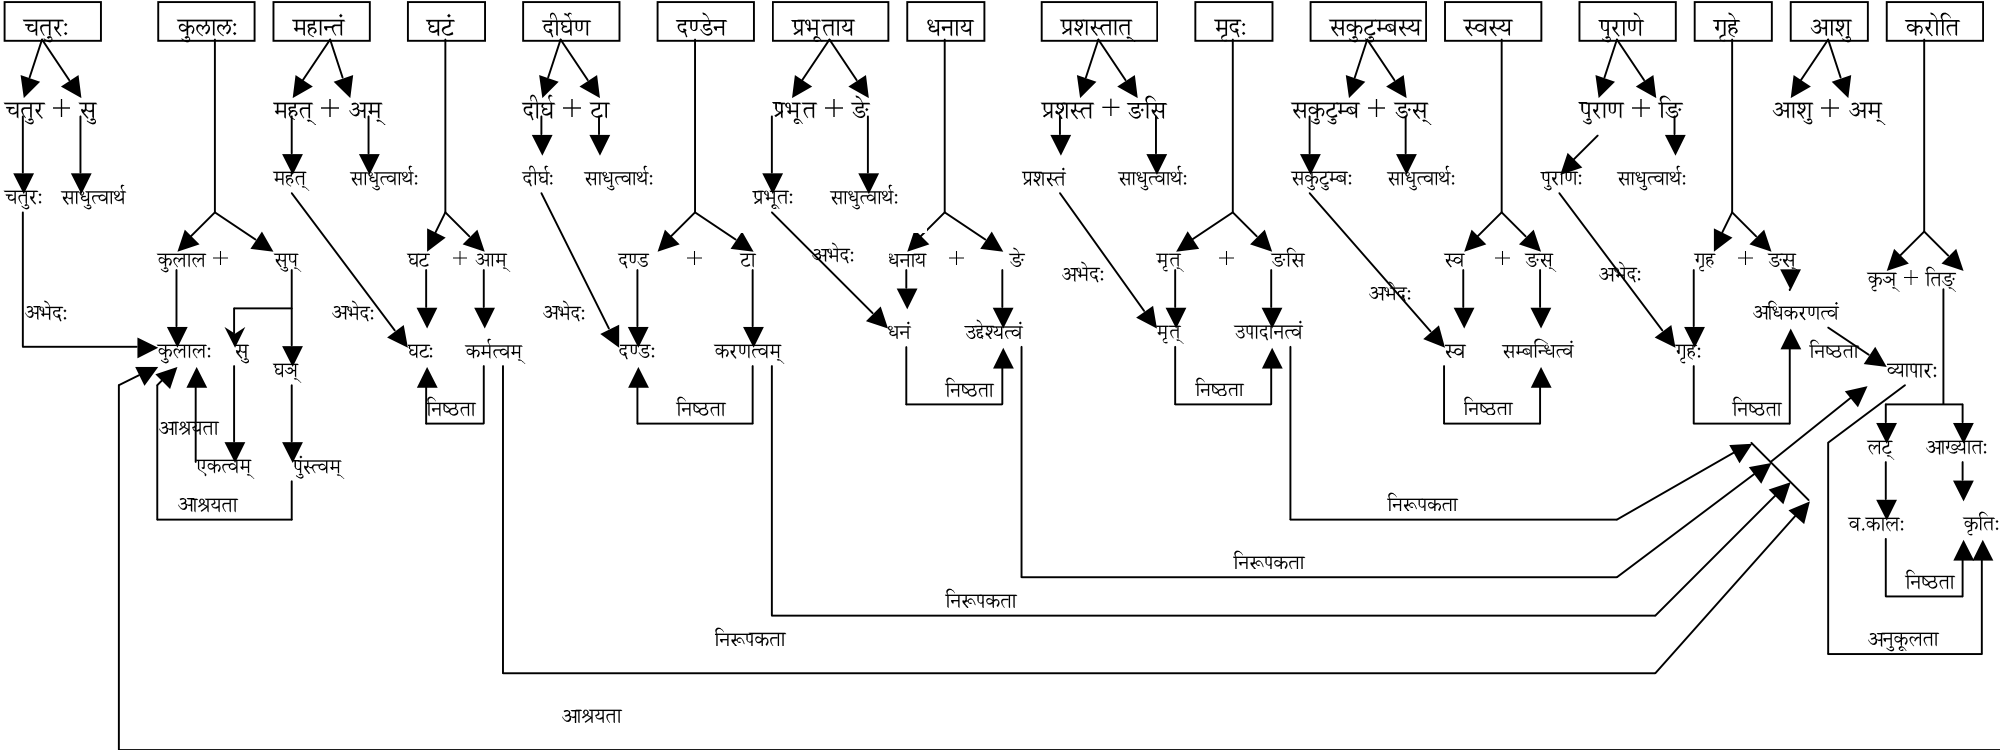 चतुरः कुलालः महान्तं घटं दीर्घेण दण्डेन प्रभूताय धनाय प्रशस्तात् मृदः सकुटुम्बस्य स्वस्य पुराणे गृहे आशु करोति
चतुर + सु महत् + अम् दीर्घ + टा प्रभूत + ङे प्रशस्त + ङसि सकुटुम्ब + ङस् पुराण + ङि आशु + अम्
महत् साधुत्वार्थः दीर्घः साधुत्वार्थः प्रशस्तं साधुत्वार्थः सकुटुम्बः साधुत्वार्थः पुराणः साधुत्वार्थः
चतुरः साधुत्वार्थ प्रभूतः साधुत्वार्थः
कुलाल + सुप् घट + आम् दण्ड + टा अभेदः धनाय + ङे मृत् + ङसि स्व + ङस् गृह + ङस्
अभेदः अभेदः कृञ् + तिङ्
अभेदः अभेदः अभेदः अभेदः अधिकरणत्वं
धनं उद्देश्यत्वं मृत् उपादानत्वं
कुलालः सु घटः कर्मत्वम् दण्डः करणत्वम् स्व सम्बन्धित्वं गृहः निष्ठता
घञ् व्यापारः
निष्ठता निष्ठता
निष्ठता निष्ठता निष्ठता निष्ठता
आश्रयता
लट् आख्यातः
एकत्वम् पुंस्त्वम्
आश्रयता निरूपकता
व.कालः कृतिः
निरूपकता
निष्ठता
निरूपकता
निरूपकता अनुकूलता
आश्रयता